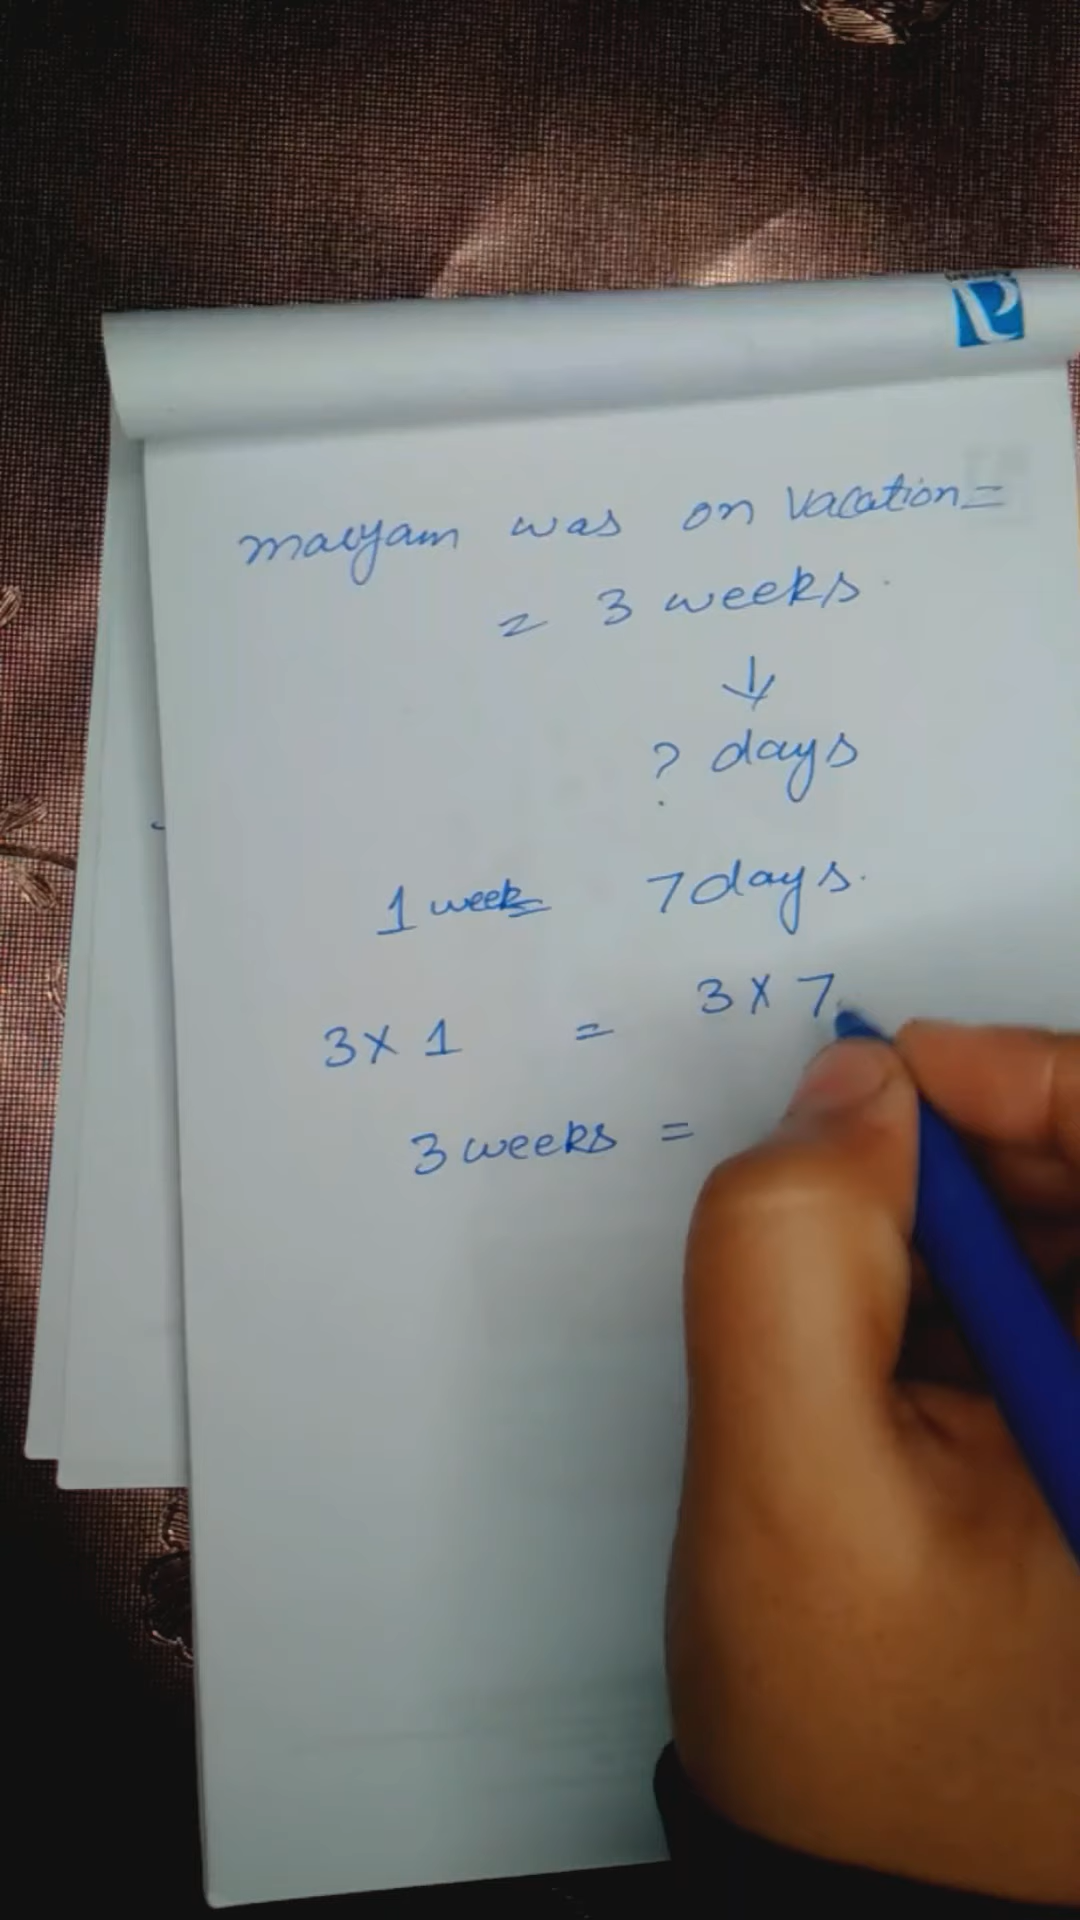 maryam was on vacation =
= 3 weeks.
↓
? days
1 week = 7 days.
3 x 1 = 3 x 7
3 weeks =